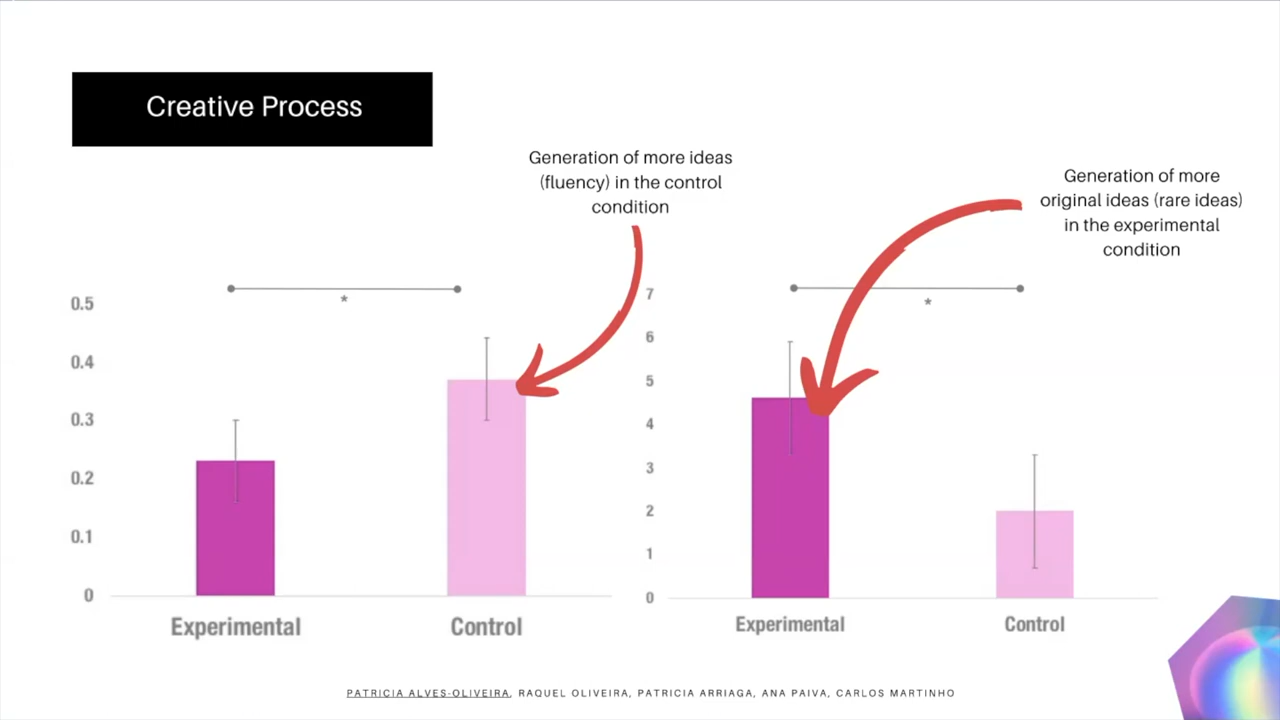 Creative Process
Generation of more ideas
(fluency) in the control
condition
Generation of more
original ideas (rare ideas)
in the experimental
condition
*
0.5
0.4
0.3
0.2
0.1
0
Experimental
Control
*
7
6
5
4
3
2
1
0
Experimental
Control
PATRICIA ALVES-OLIVEIRA, RAQUEL OLIVEIRA, PATRICIA ARRIAGA, ANA PAIVA, CARLOS MARTINHO